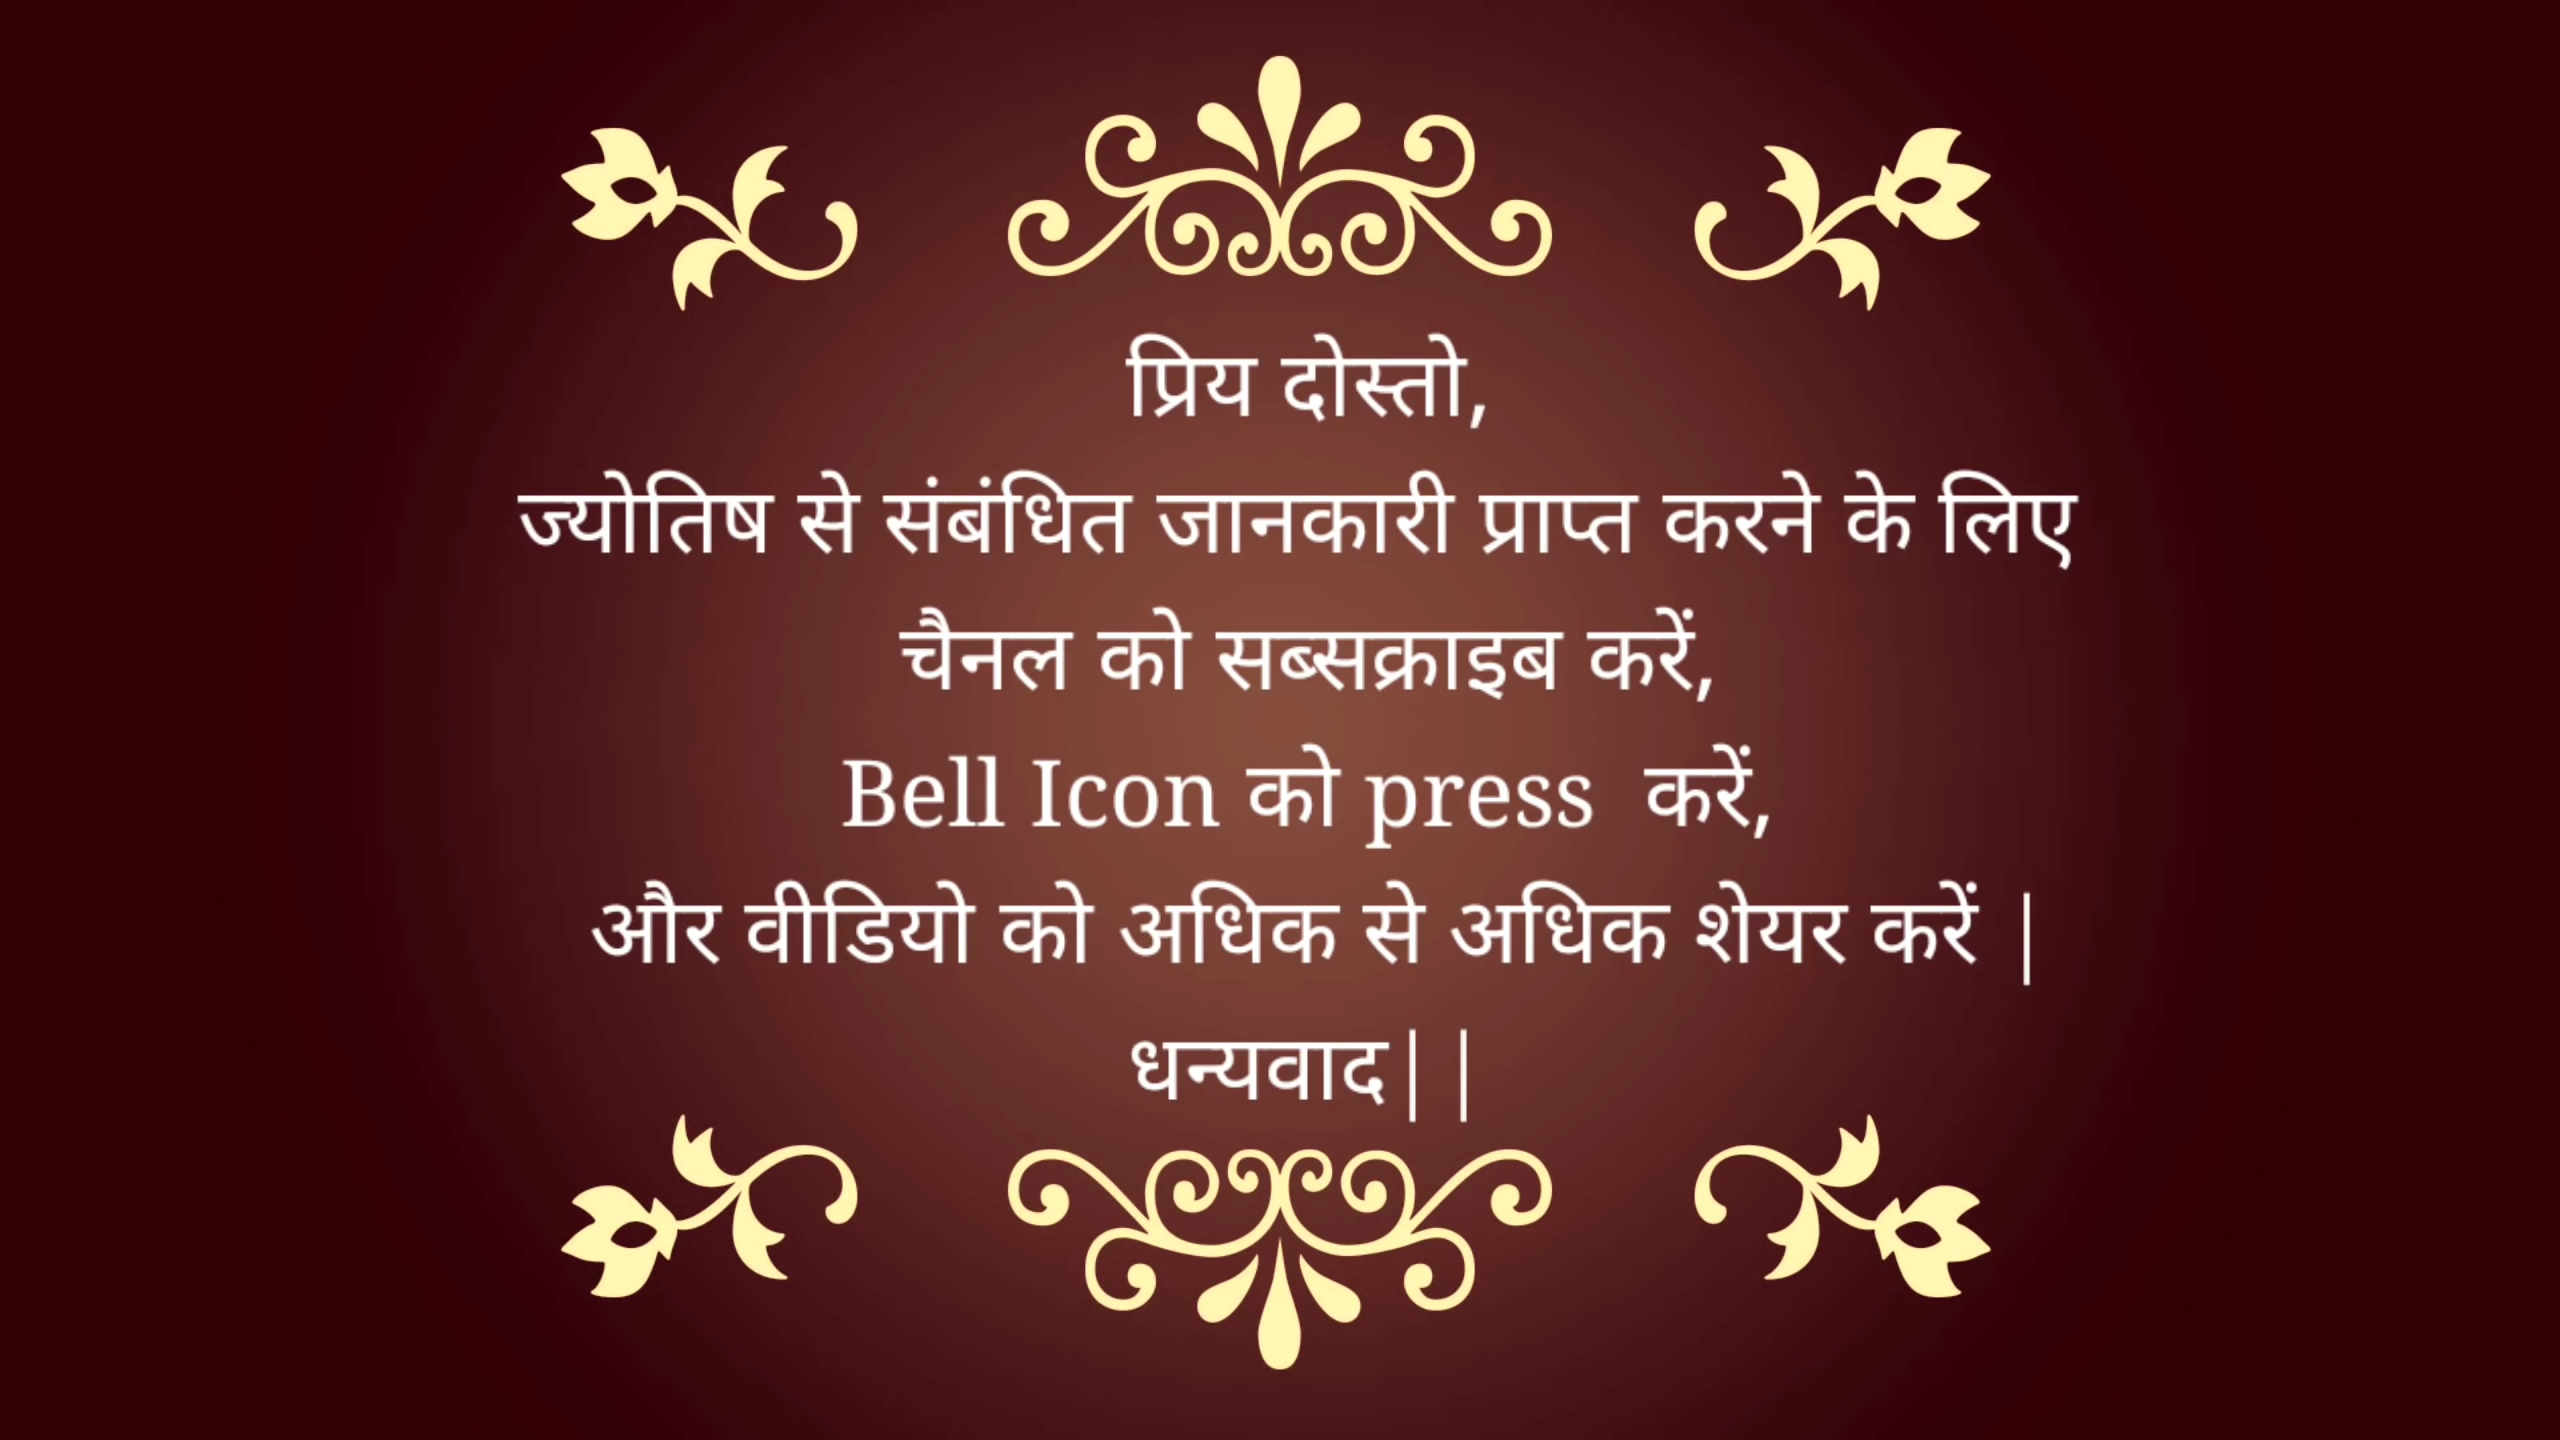 प्रिय दोस्तो,
ज्योतिष से संबंधित जानकारी प्राप्त करने के लिए
चैनल को सब्सक्राइब करें,
Bell Icon को press  करें,
और वीडियो को अधिक से अधिक शेयर करें |
धन्यवाद||